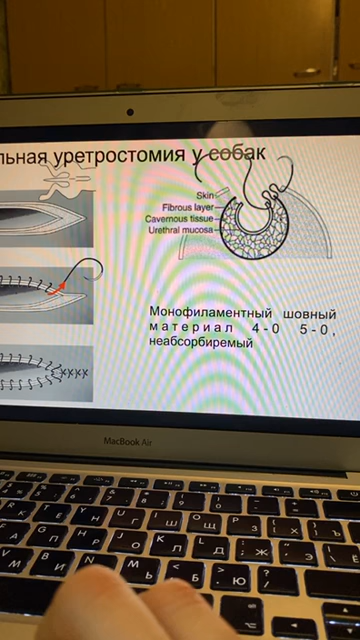 льная уретростомия у собак
Skin
Fibrous layer
Cavernous tissue
Urethral mucosa
Монофиламентный шовный
материал 4-0 5-0,
неабсорбиремый
MacBook Air